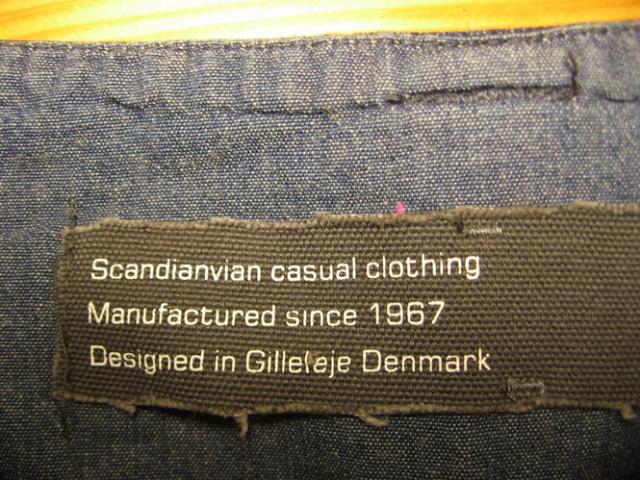 Scandianvian casual clothing
Manufactured since 1967
Designed in Gilleleje Denmark